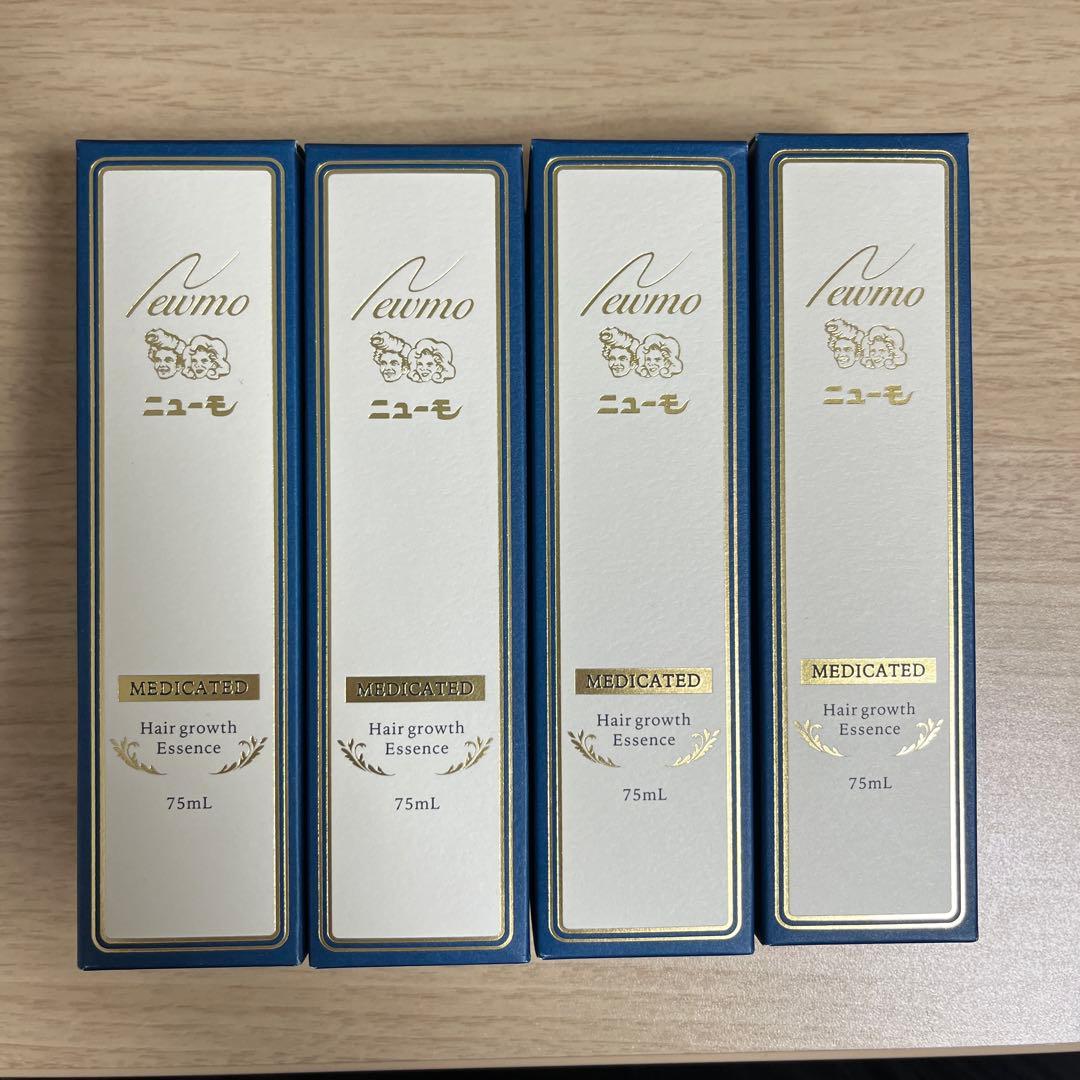 Newmo
ニューモ
MEDICATED
Hair growth
Essence
75mL
Newmo
ニューモ
MEDICATED
Hair growth
Essence
75mL
Newmo
ニューモ
MEDICATED
Hair growth
Essence
75mL
Newmo
ニューモ
MEDICATED
Hair growth
Essence
75mL